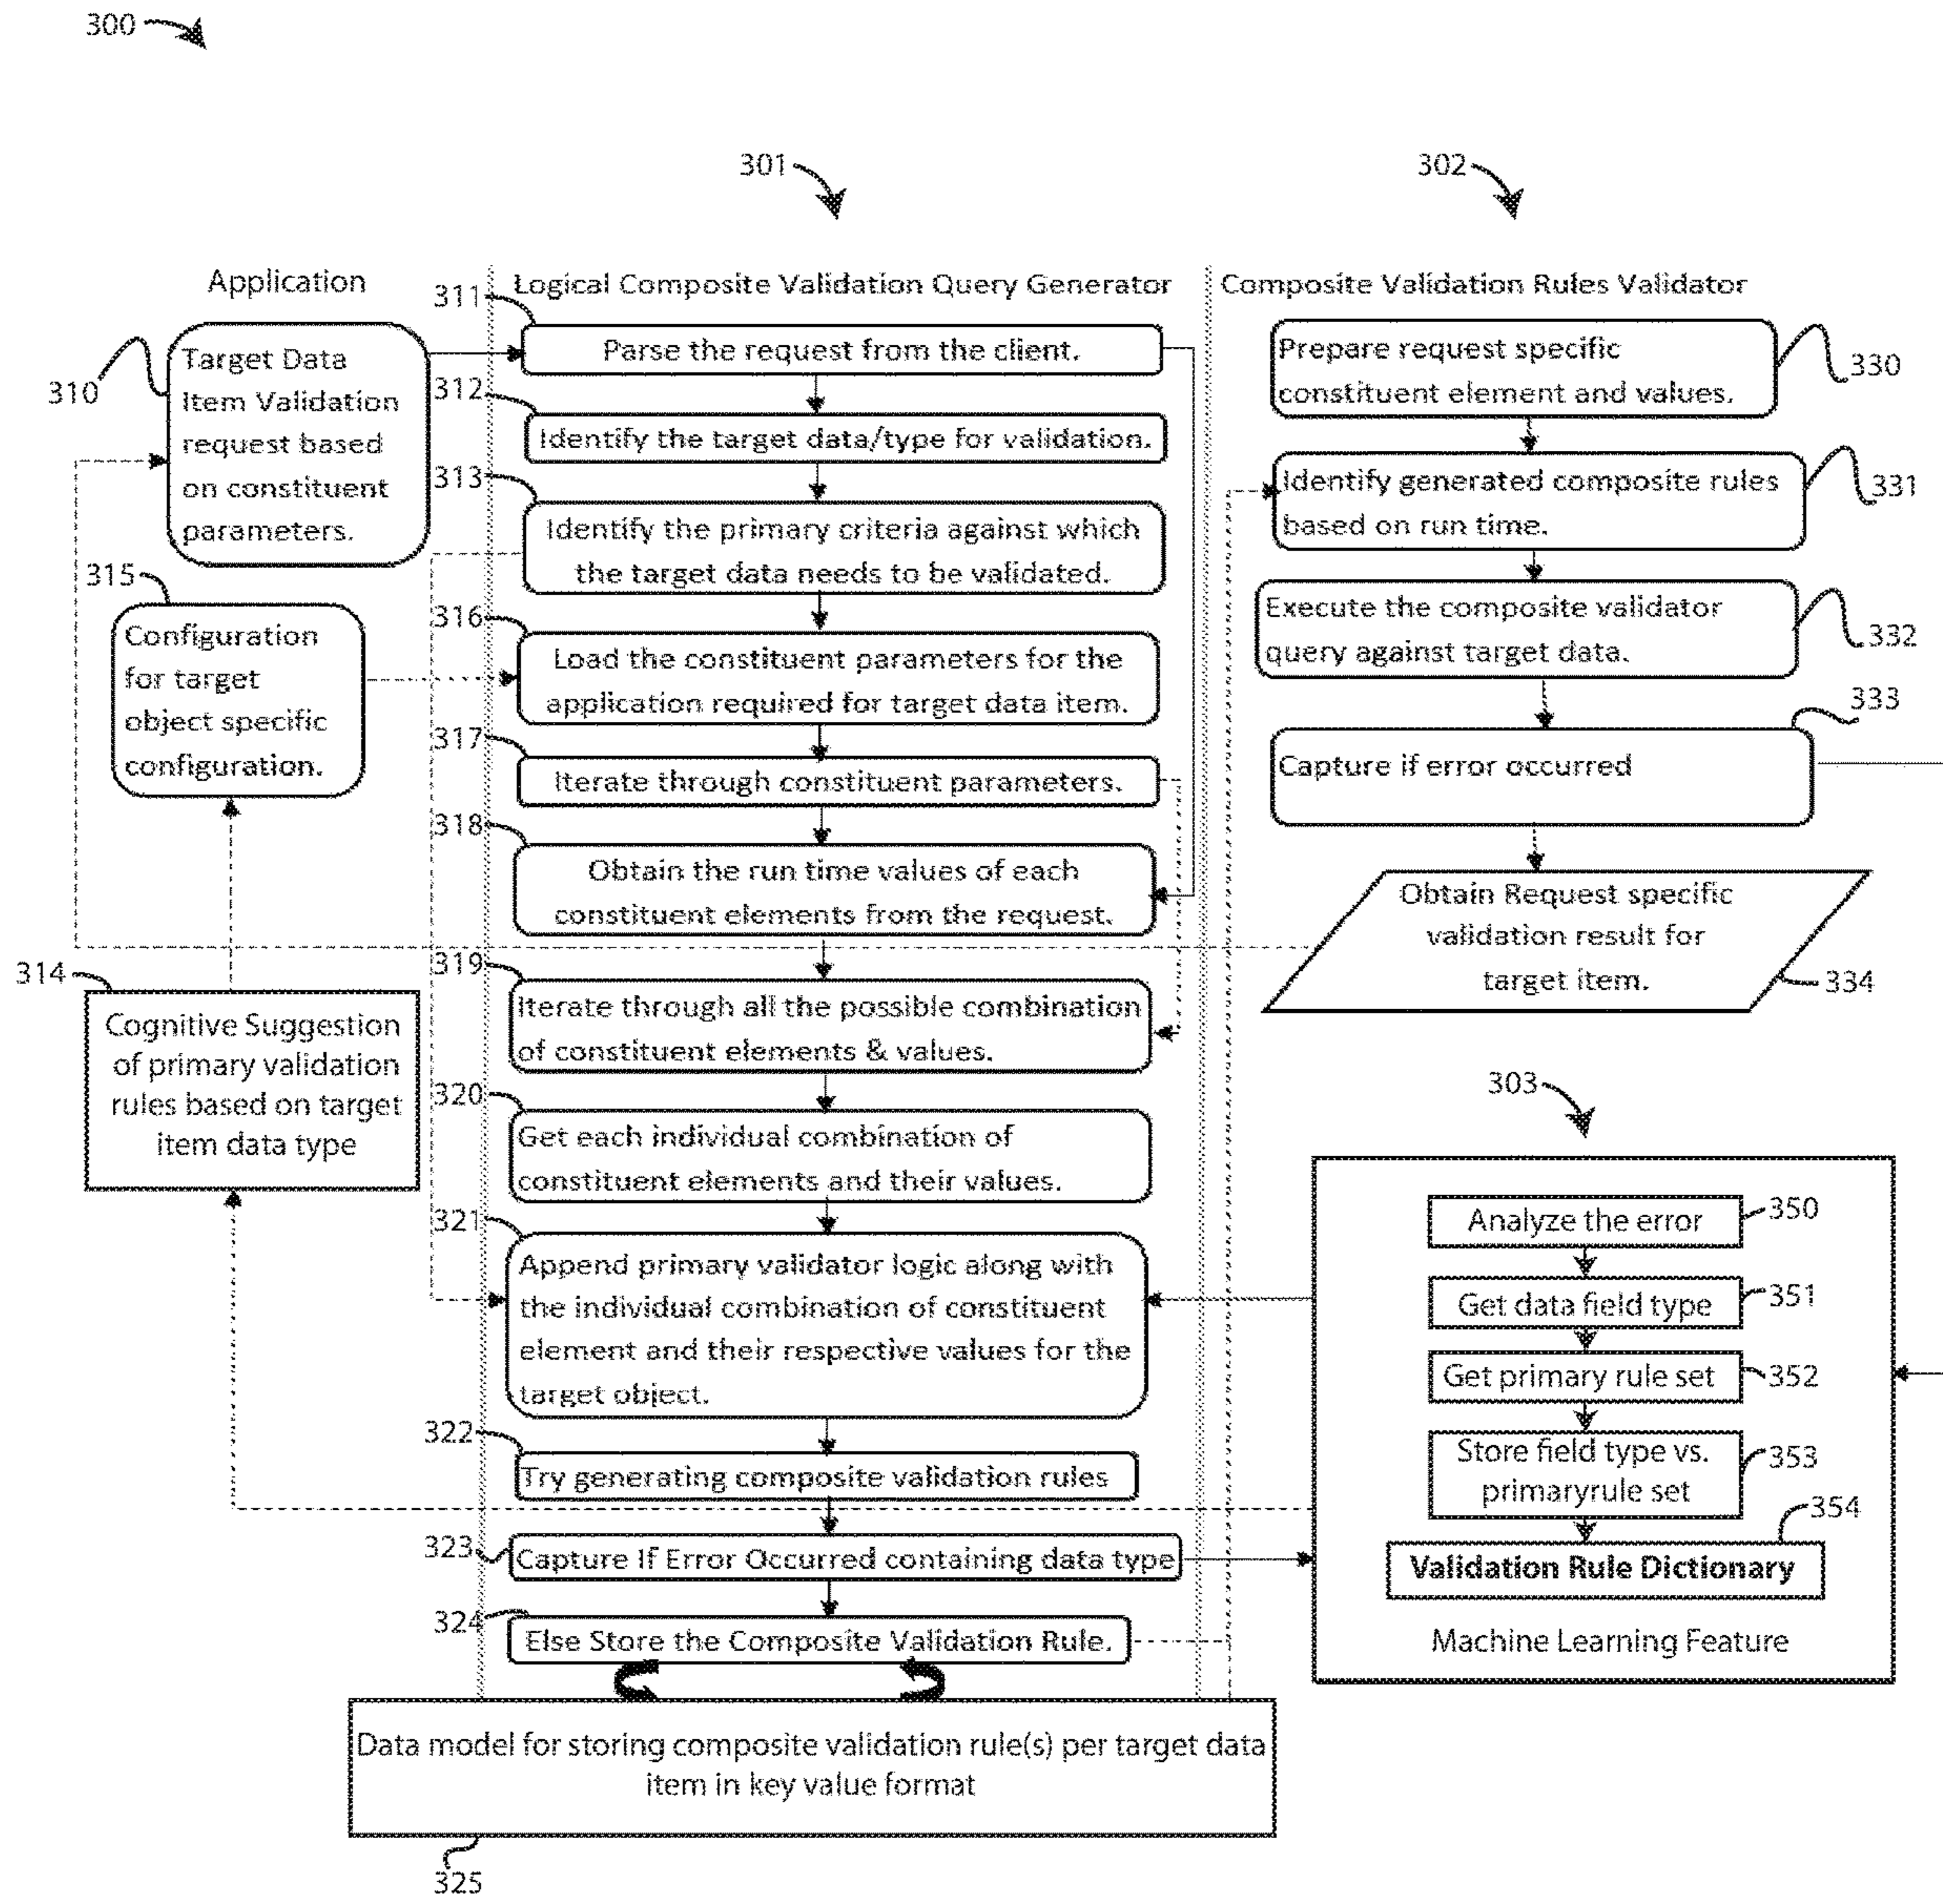 300
301
302
Application
Logical Composite Validation Query Generator
Composite Validation Rules Validator
310
Target Data
Item Validation
request based
on constituent
parameters.
315
Configuration
for target
object specific
configuration.
314
Cognitive Suggestion
of primary validation
rules based on target
item data type
311
Parse the request from the client.
312
Identify the target data/type for validation.
313
Identify the primary criteria against which
the target data needs to be validated.
316
Load the constituent parameters for the
application required for target data item.
317
Iterate through constituent parameters.
318
Obtain the run time values of each
constituent elements from the request.
319
Iterate through all the possible combination
of constituent elements & values.
320
Get each individual combination of
constituent elements and their values.
321
Append primary validator logic along with
the individual combination of constituent
element and their respective values for the
target object.
322
Try generating composite validation rules
323
Capture If Error Occurred containing data type
324
Else Store the Composite Validation Rule.
Data model for storing composite validation rule(s) per target data
item in key value format
325
Prepare request specific
constituent element and values.
330
Identify generated composite rules
based on run time.
331
Execute the composite validator
query against target data.
332
333
Capture if error occurred
Obtain Request specific
validation result for
target item.
334
303
Analyze the error
350
Get data field type
351
Get primary rule set
352
Store field type vs.
primaryrule set
353
354
Validation Rule Dictionary
Machine Learning Feature